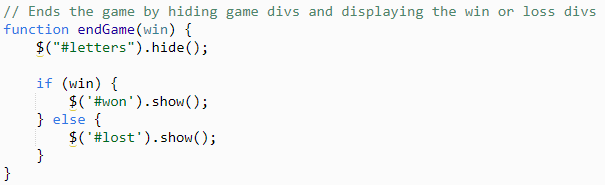 // Ends the game by hiding game divs and displaying the win or loss divs
function endGame(win) {
    $("#letters").hide();

    if (win) {
        $('#won').show();
    } else {
        $('#lost').show();
    }
}